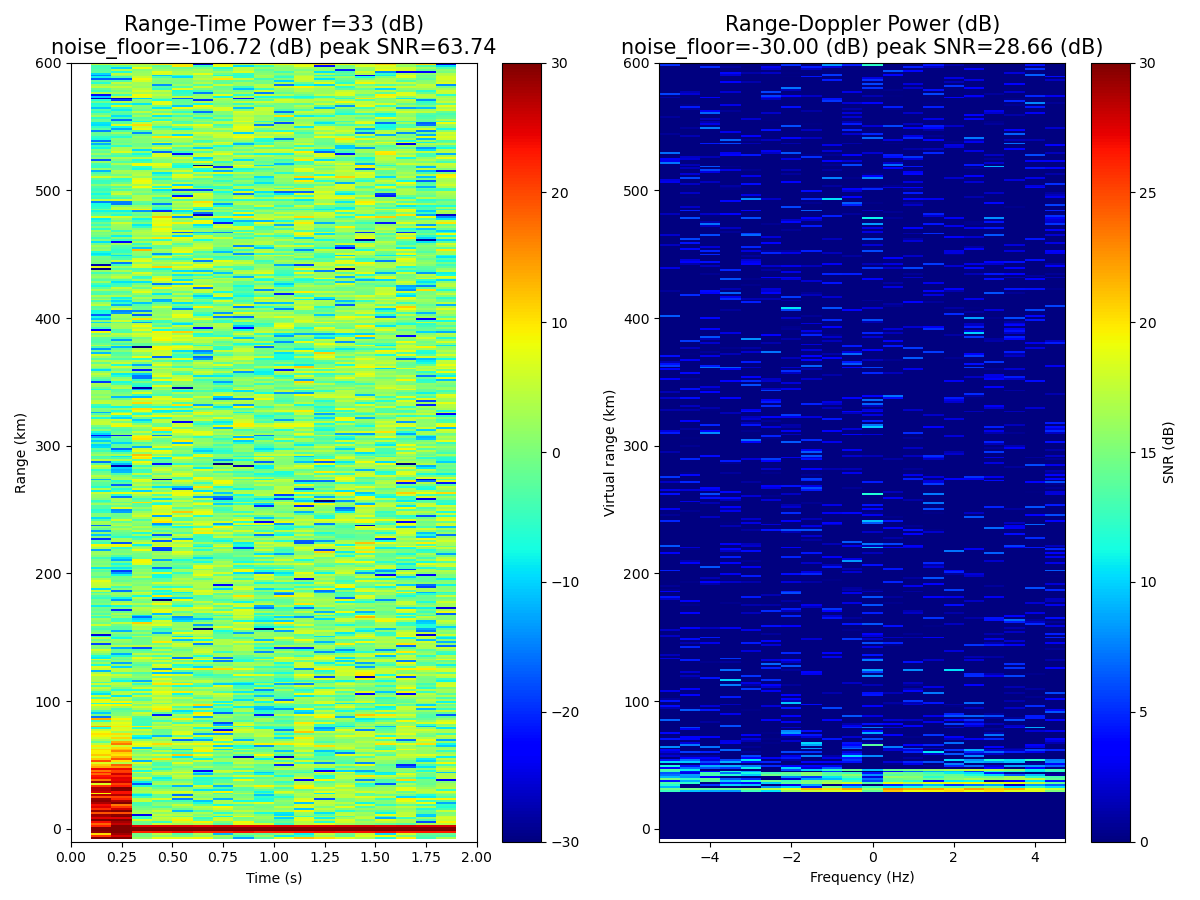 Range-Time Power f=33 (dB)
noise_floor=-106.72 (dB) peak SNR=63.74
Range-Doppler Power (dB)
noise_floor=-30.00 (dB) peak SNR=28.66 (dB)
Range (km)
600
500
400
300
200
100
0
0.00 0.25 0.50 0.75 1.00 1.25 1.50 1.75 2.00
Time (s)
30
20
10
0
−10
−20
−30
Virtual range (km)
600
500
400
300
200
100
0
−4 −2 0 2 4
Frequency (Hz)
30
25
20
15
10
5
0
SNR (dB)